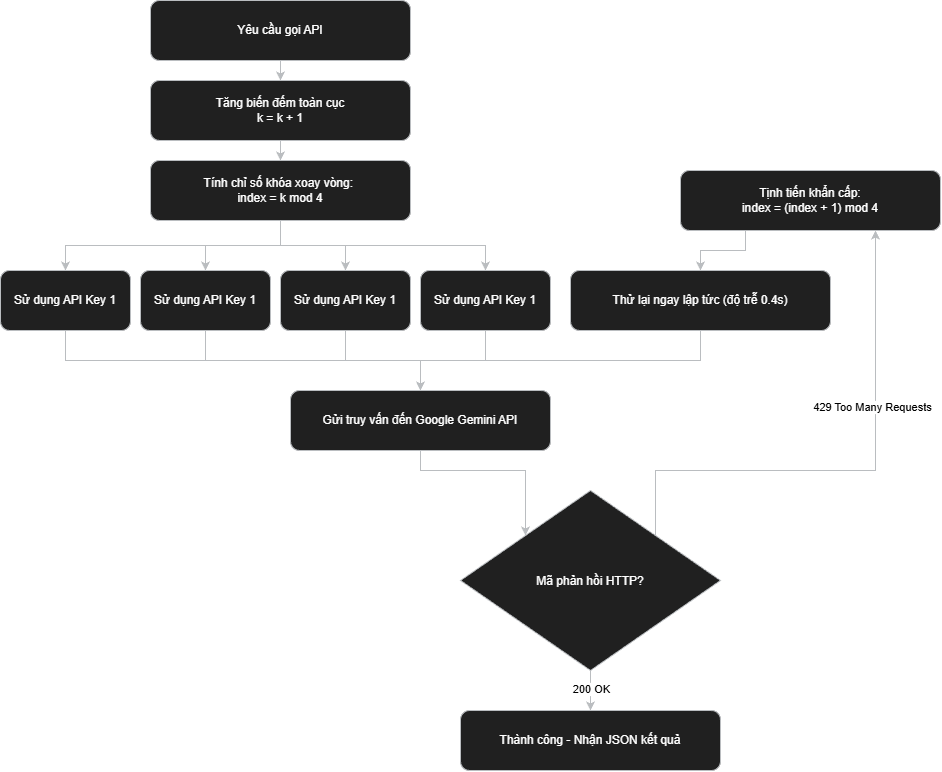 Yêu cầu gọi API
Tăng biến đếm toàn cục
k = k + 1
Tính chỉ số khóa xoay vòng:
index = k mod 4
Tịnh tiến khẩn cấp:
index = (index + 1) mod 4
Sử dụng API Key 1
Sử dụng API Key 1
Sử dụng API Key 1
Sử dụng API Key 1
Thử lại ngay lập tức (độ trễ 0.4s)
429 Too Many Requests
Gửi truy vấn đến Google Gemini API
Mã phản hồi HTTP?
200 OK
Thành công - Nhận JSON kết quả